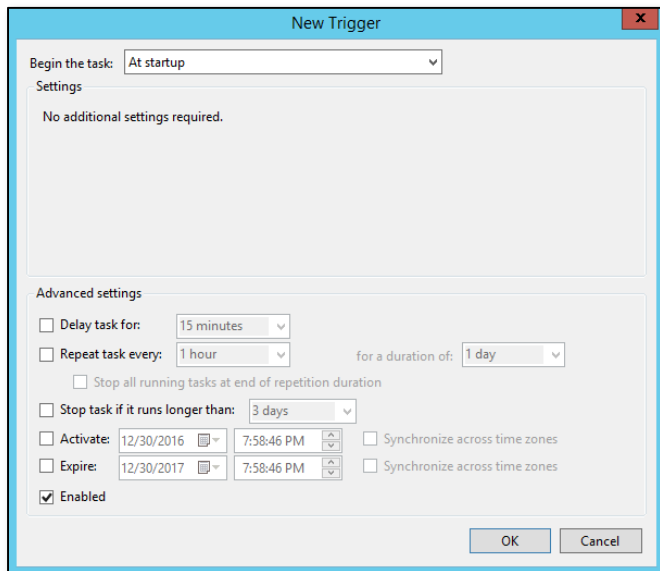 New Trigger
x
Begin the task: At startup
Settings
No additional settings required.
Advanced settings
Delay task for: 15 minutes
Repeat task every: 1 hour for a duration of: 1 day
Stop all running tasks at end of repetition duration
Stop task if it runs longer than: 3 days
Activate: 12/30/2016 7:58:46 PM Synchronize across time zones
Expire: 12/30/2017 7:58:46 PM Synchronize across time zones
Enabled
OK Cancel